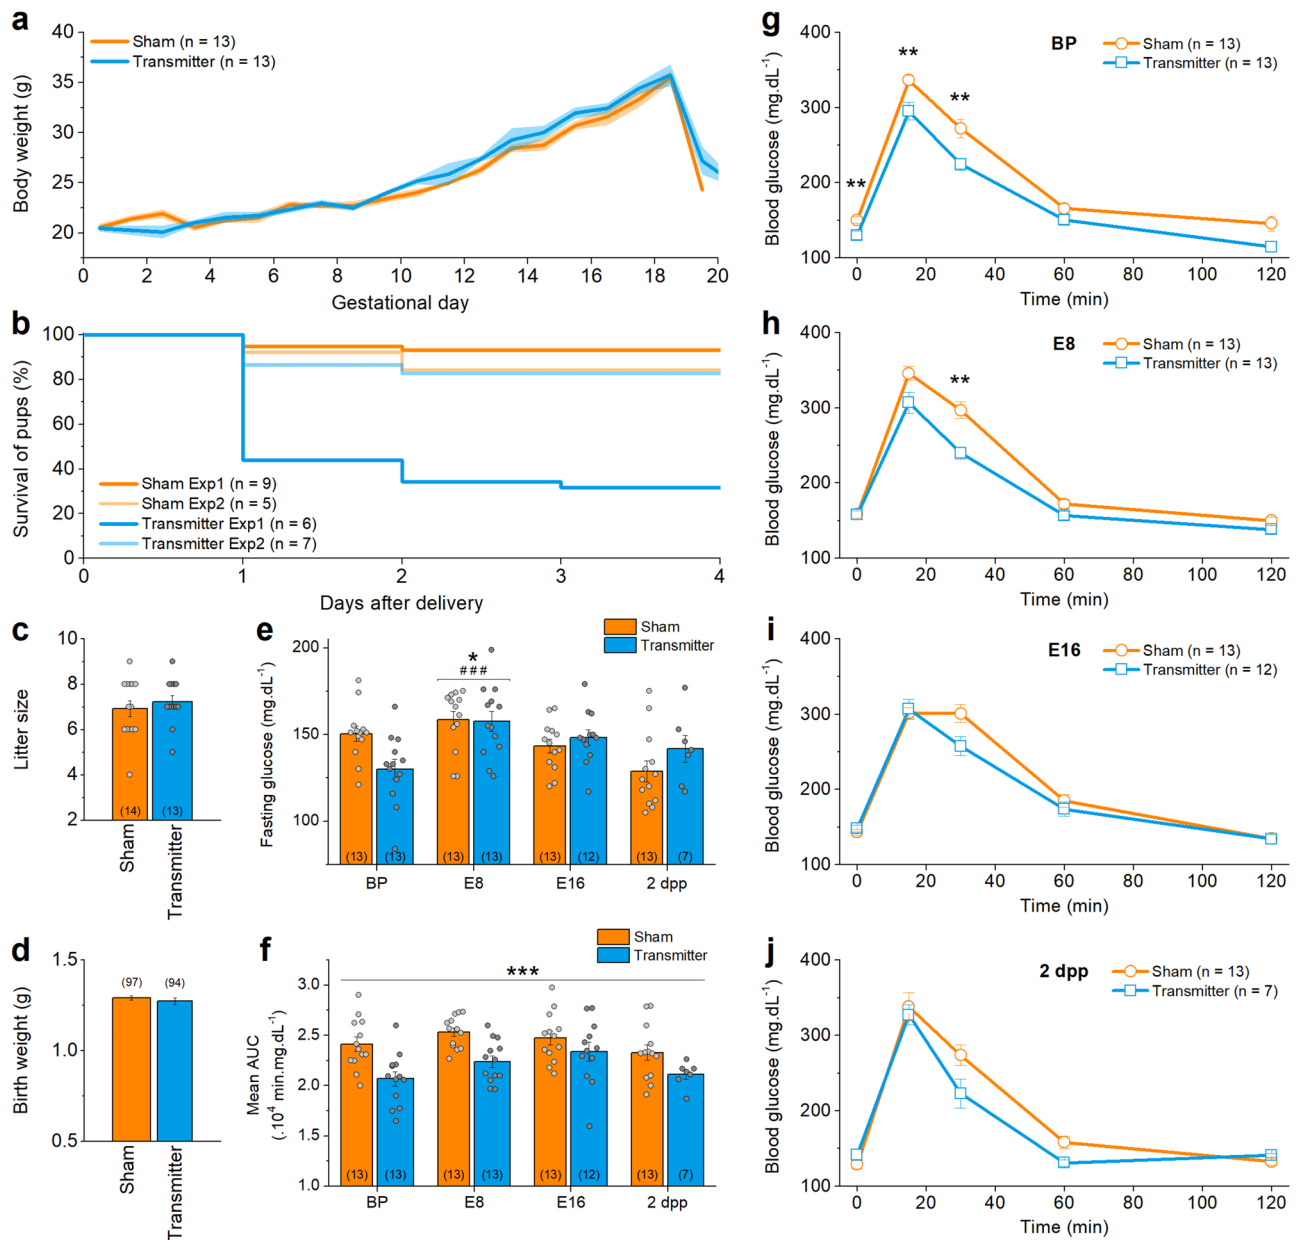 a
Sham (n = 13)
Transmitter (n = 13)
Body weight (g)
40
35
30
25
20
0 2 4 6 8 10 12 14 16 18 20
Gestational day
b
Survival of pups (%)
100
80
60
40
20
0
Sham Exp1 (n = 9)
Sham Exp2 (n = 5)
Transmitter Exp1 (n = 6)
Transmitter Exp2 (n = 7)
0 1 2 3 4
Days after delivery
c
Litter size
10
8
6
4
2
(14) (13)
Sham
Transmitter
d
Birth weight (g)
1.5
1.0
0.5
(97) (94)
Sham
Transmitter
e
Sham
Transmitter
Fasting glucose (mg.dL⁻¹)
200
150
100
*
###
(13) (13) (13) (13) (13) (12) (13) (7)
BP E8 E16 2 dpp
f
Sham
Transmitter
Mean AUC
(.10⁴ min.mg.dL⁻¹)
3.0
2.5
2.0
1.5
1.0
***
(13) (13) (13) (13) (13) (12) (13) (7)
BP E8 E16 2 dpp
g
BP
Sham (n = 13)
Transmitter (n = 13)
Blood glucose (mg.dL⁻¹)
400
300
200
100
**
**
**
0 20 40 60 80 100 120
Time (min)
h
E8
Sham (n = 13)
Transmitter (n = 13)
Blood glucose (mg.dL⁻¹)
400
300
200
100
**
0 20 40 60 80 100 120
Time (min)
i
E16
Sham (n = 13)
Transmitter (n = 12)
Blood glucose (mg.dL⁻¹)
400
300
200
100
0 20 40 60 80 100 120
Time (min)
j
2 dpp
Sham (n = 13)
Transmitter (n = 7)
Blood glucose (mg.dL⁻¹)
400
300
200
100
0 20 40 60 80 100 120
Time (min)